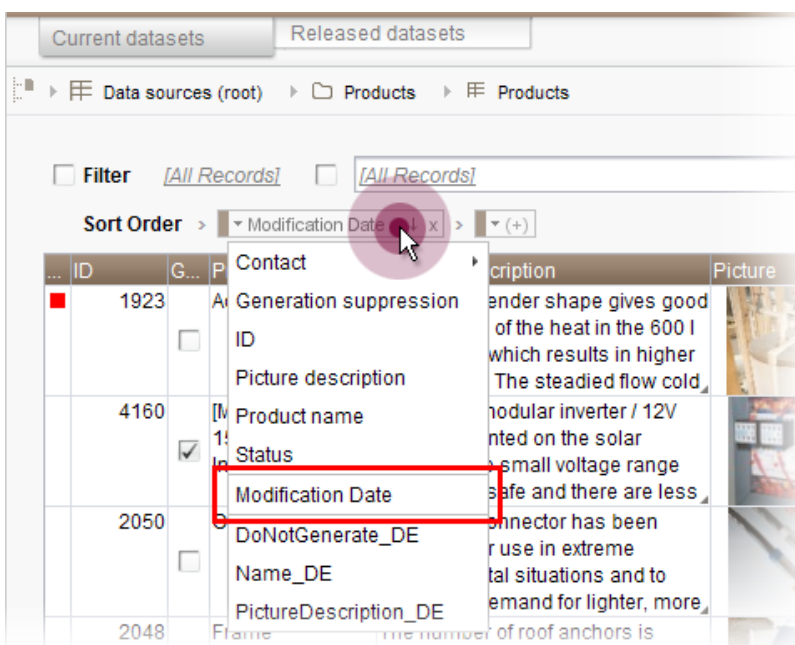 Current datasets
Released datasets
Data sources (root)
Products
Products
Filter
[All Records]
[All Records]
Sort Order > Modification Date x > (+)
... ID G... cription Picture
Contact
Generation suppression
ID
Picture description
Product name
Status
Modification Date
DoNotGenerate_DE
Name_DE
PictureDescription_DE
1923
ender shape gives good
of the heat in the 600 l
which results in higher
The steadied flow cold
4160
nodular inverter / 12V
nted on the solar
small voltage range
safe and there are less
2050
onnector has been
r use in extreme
tal situations and to
emand for lighter, more
2048 Frame The number of roof anchors is